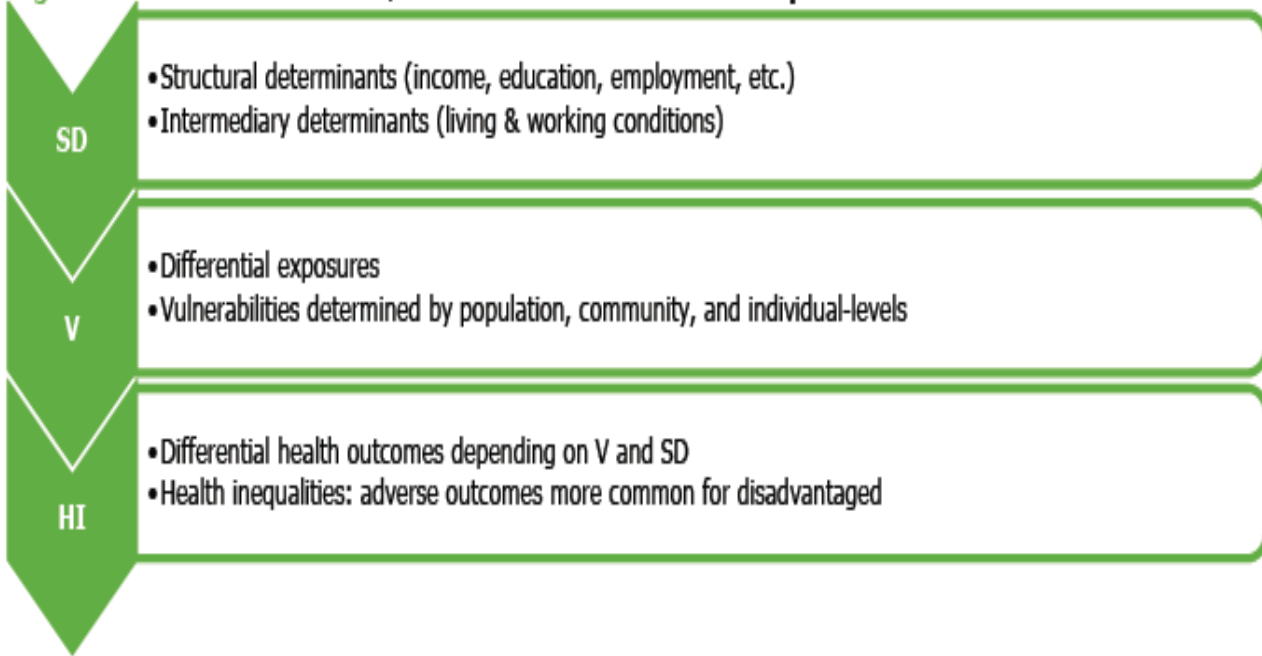 SD
•Structural determinants (income, education, employment, etc.)
•Intermediary determinants (living & working conditions)
V
•Differential exposures
•Vulnerabilities determined by population, community, and individual-levels
HI
•Differential health outcomes depending on V and SD
•Health inequalities: adverse outcomes more common for disadvantaged